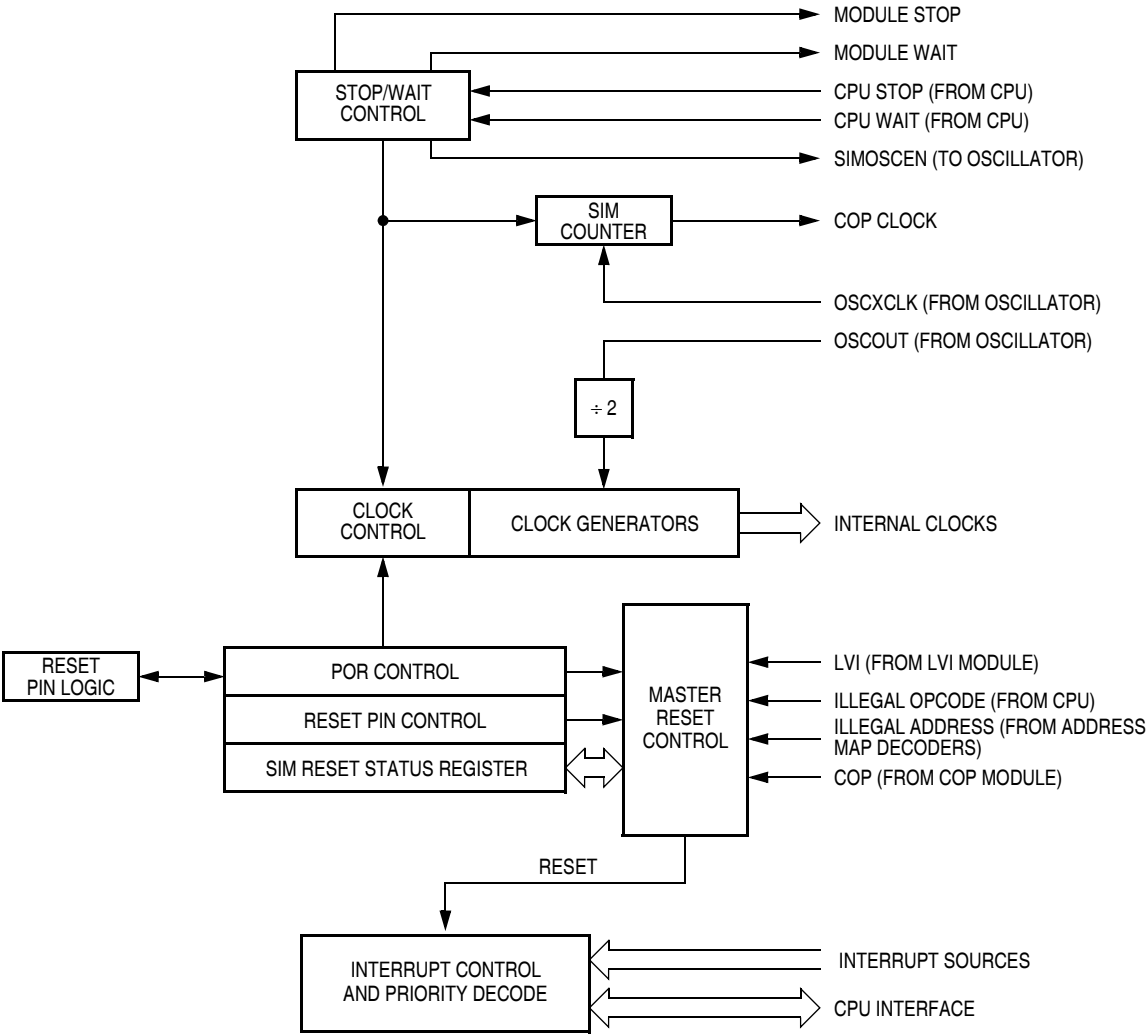 MODULE STOP
MODULE WAIT
STOP/WAIT
CONTROL
CPU STOP (FROM CPU)
CPU WAIT (FROM CPU)
SIMOSCEN (TO OSCILLATOR)
SIM
COUNTER
COP CLOCK
OSCXCLK (FROM OSCILLATOR)
OSCOUT (FROM OSCILLATOR)
÷ 2
CLOCK
CONTROL
CLOCK GENERATORS
INTERNAL CLOCKS
RESET
PIN LOGIC
POR CONTROL
RESET PIN CONTROL
SIM RESET STATUS REGISTER
MASTER
RESET
CONTROL
LVI (FROM LVI MODULE)
ILLEGAL OPCODE (FROM CPU)
ILLEGAL ADDRESS (FROM ADDRESS
MAP DECODERS)
COP (FROM COP MODULE)
RESET
INTERRUPT CONTROL
AND PRIORITY DECODE
INTERRUPT SOURCES
CPU INTERFACE